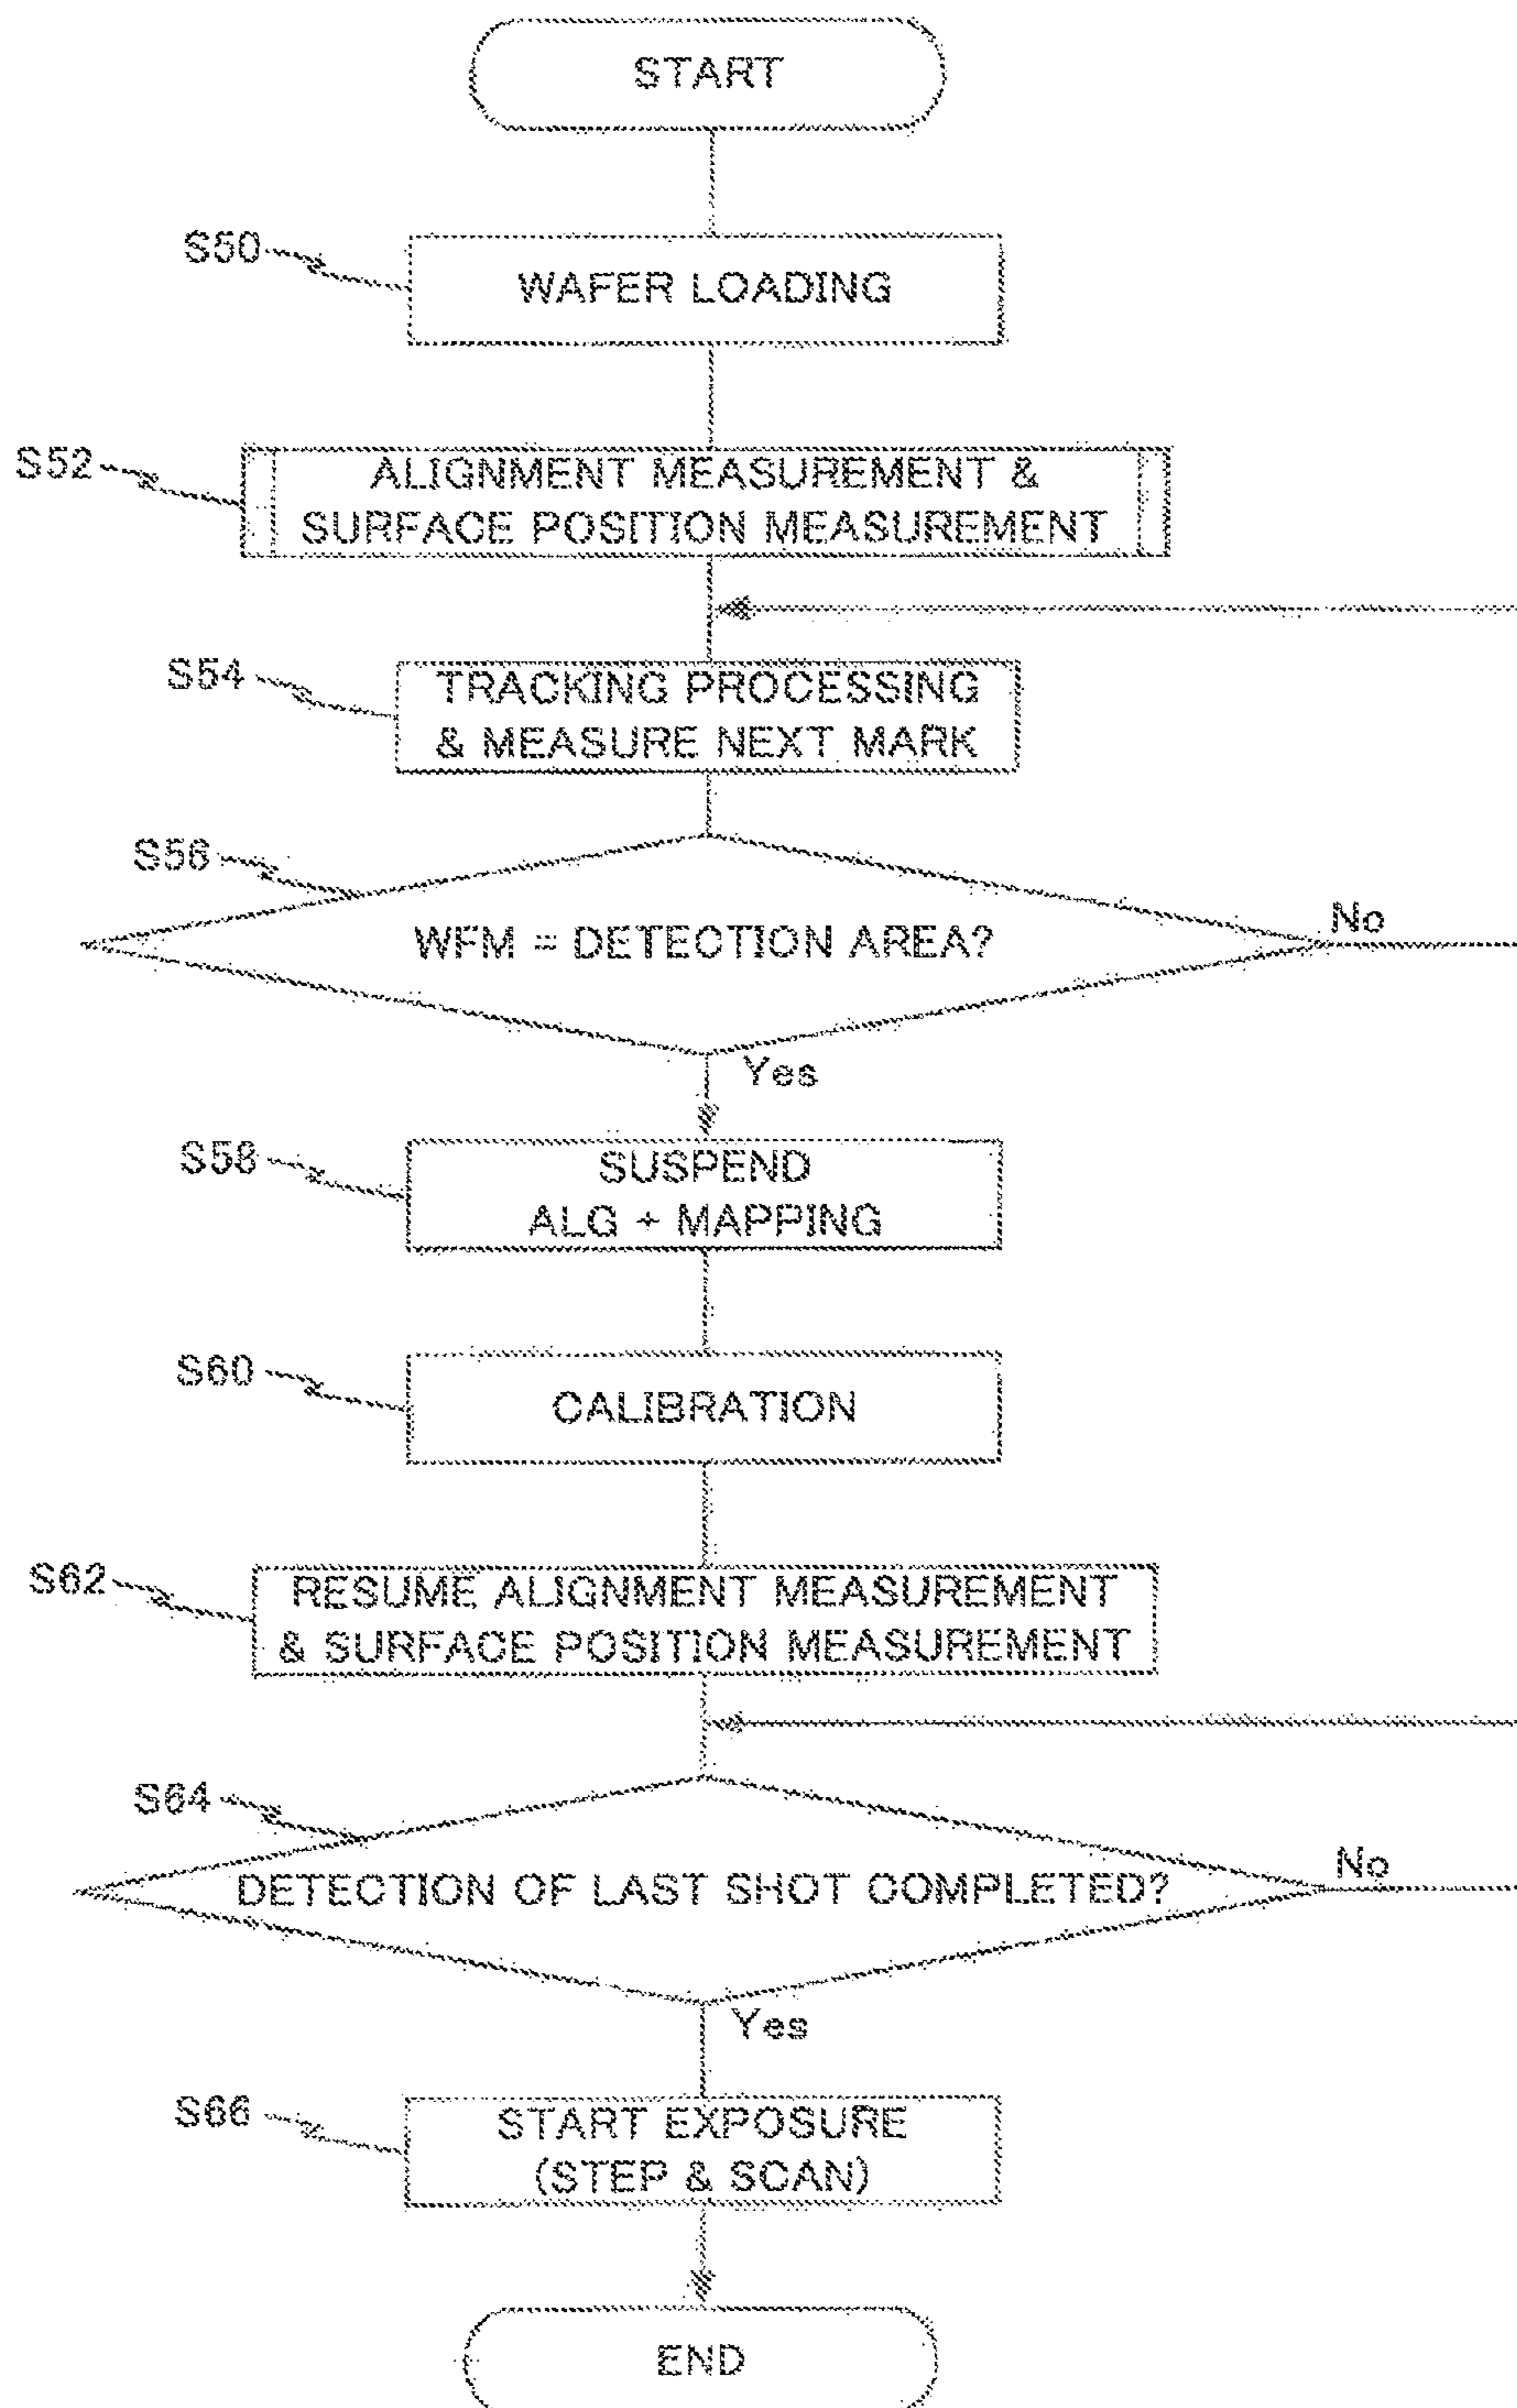 START
S50
WAFER LOADING
S52
ALIGNMENT MEASUREMENT &
SURFACE POSITION MEASUREMENT
S54
TRACKING PROCESSING
& MEASURE NEXT MARK
S56
WFM = DETECTION AREA?
No
Yes
S58
SUSPEND
ALG + MAPPING
S60
CALIBRATION
S62
RESUME ALIGNMENT MEASUREMENT
& SURFACE POSITION MEASUREMENT
S64
DETECTION OF LAST SHOT COMPLETED?
No
Yes
S66
START EXPOSURE
(STEP & SCAN)
END